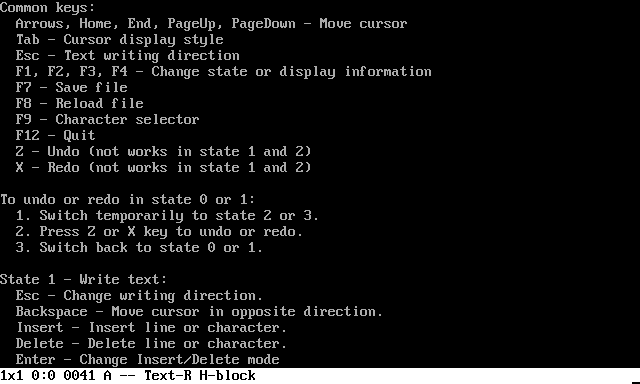 Common keys:
Arrows, Home, End, PageUp, PageDown - Move cursor
Tab - Cursor display style
Esc - Text writing direction
F1, F2, F3, F4 - Change state or display information
F7 - Save file
F8 - Reload file
F9 - Character selector
F12 - Quit
Z - Undo (not works in state 1 and 2)
X - Redo (not works in state 1 and 2)
To undo or redo in state 0 or 1:
1. Switch temporarily to state 2 or 3.
2. Press Z or X key to undo or redo.
3. Switch back to state 0 or 1.
State 1 - Write text:
Esc - Change writing direction.
Backspace - Move cursor in opposite direction.
Insert - Insert line or character.
Delete - Delete line or character.
Enter - Change Insert/Delete mode
1x1 0:0 0041 A -- Text-R H-block